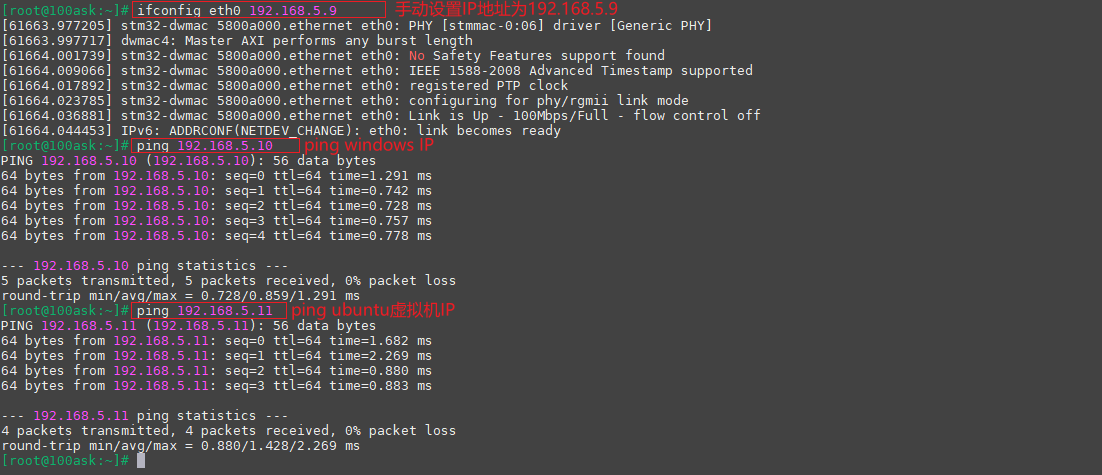 [root@100ask:~]# ifconfig eth0 192.168.5.9 手动设置IP地址为192.168.5.9
[61663.977205] stm32-dwmac 5800a000.ethernet eth0: PHY [stmmac-0:06] driver [Generic PHY]
[61663.997717] dwmac4: Master AXI performs any burst length
[61664.001739] stm32-dwmac 5800a000.ethernet eth0: No Safety Features support found
[61664.009066] stm32-dwmac 5800a000.ethernet eth0: IEEE 1588-2008 Advanced Timestamp supported
[61664.017892] stm32-dwmac 5800a000.ethernet eth0: registered PTP clock
[61664.023785] stm32-dwmac 5800a000.ethernet eth0: configuring for phy/rgmii link mode
[61664.036881] stm32-dwmac 5800a000.ethernet eth0: Link is Up - 100Mbps/Full - flow control off
[61664.044453] IPv6: ADDRCONF(NETDEV_CHANGE): eth0: link becomes ready
[root@100ask:~]# ping 192.168.5.10 ping windows IP
PING 192.168.5.10 (192.168.5.10): 56 data bytes
64 bytes from 192.168.5.10: seq=0 ttl=64 time=1.291 ms
64 bytes from 192.168.5.10: seq=1 ttl=64 time=0.742 ms
64 bytes from 192.168.5.10: seq=2 ttl=64 time=0.728 ms
64 bytes from 192.168.5.10: seq=3 ttl=64 time=0.757 ms
64 bytes from 192.168.5.10: seq=4 ttl=64 time=0.778 ms
--- 192.168.5.10 ping statistics ---
5 packets transmitted, 5 packets received, 0% packet loss
round-trip min/avg/max = 0.728/0.859/1.291 ms
[root@100ask:~]# ping 192.168.5.11 ping ubuntu虚拟机IP
PING 192.168.5.11 (192.168.5.11): 56 data bytes
64 bytes from 192.168.5.11: seq=0 ttl=64 time=1.682 ms
64 bytes from 192.168.5.11: seq=1 ttl=64 time=2.269 ms
64 bytes from 192.168.5.11: seq=2 ttl=64 time=0.880 ms
64 bytes from 192.168.5.11: seq=3 ttl=64 time=0.883 ms
--- 192.168.5.11 ping statistics ---
4 packets transmitted, 4 packets received, 0% packet loss
round-trip min/avg/max = 0.880/1.428/2.269 ms
[root@100ask:~]#